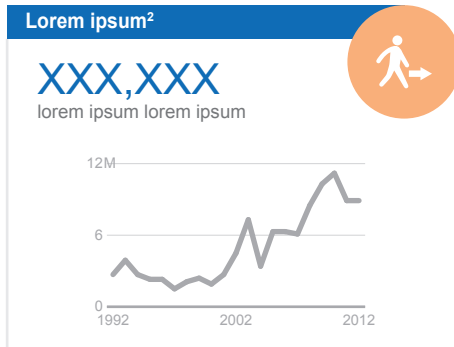 Lorem ipsum²
XXX,XXX
lorem ipsum lorem ipsum
12M
6
0
1992 2002 2012